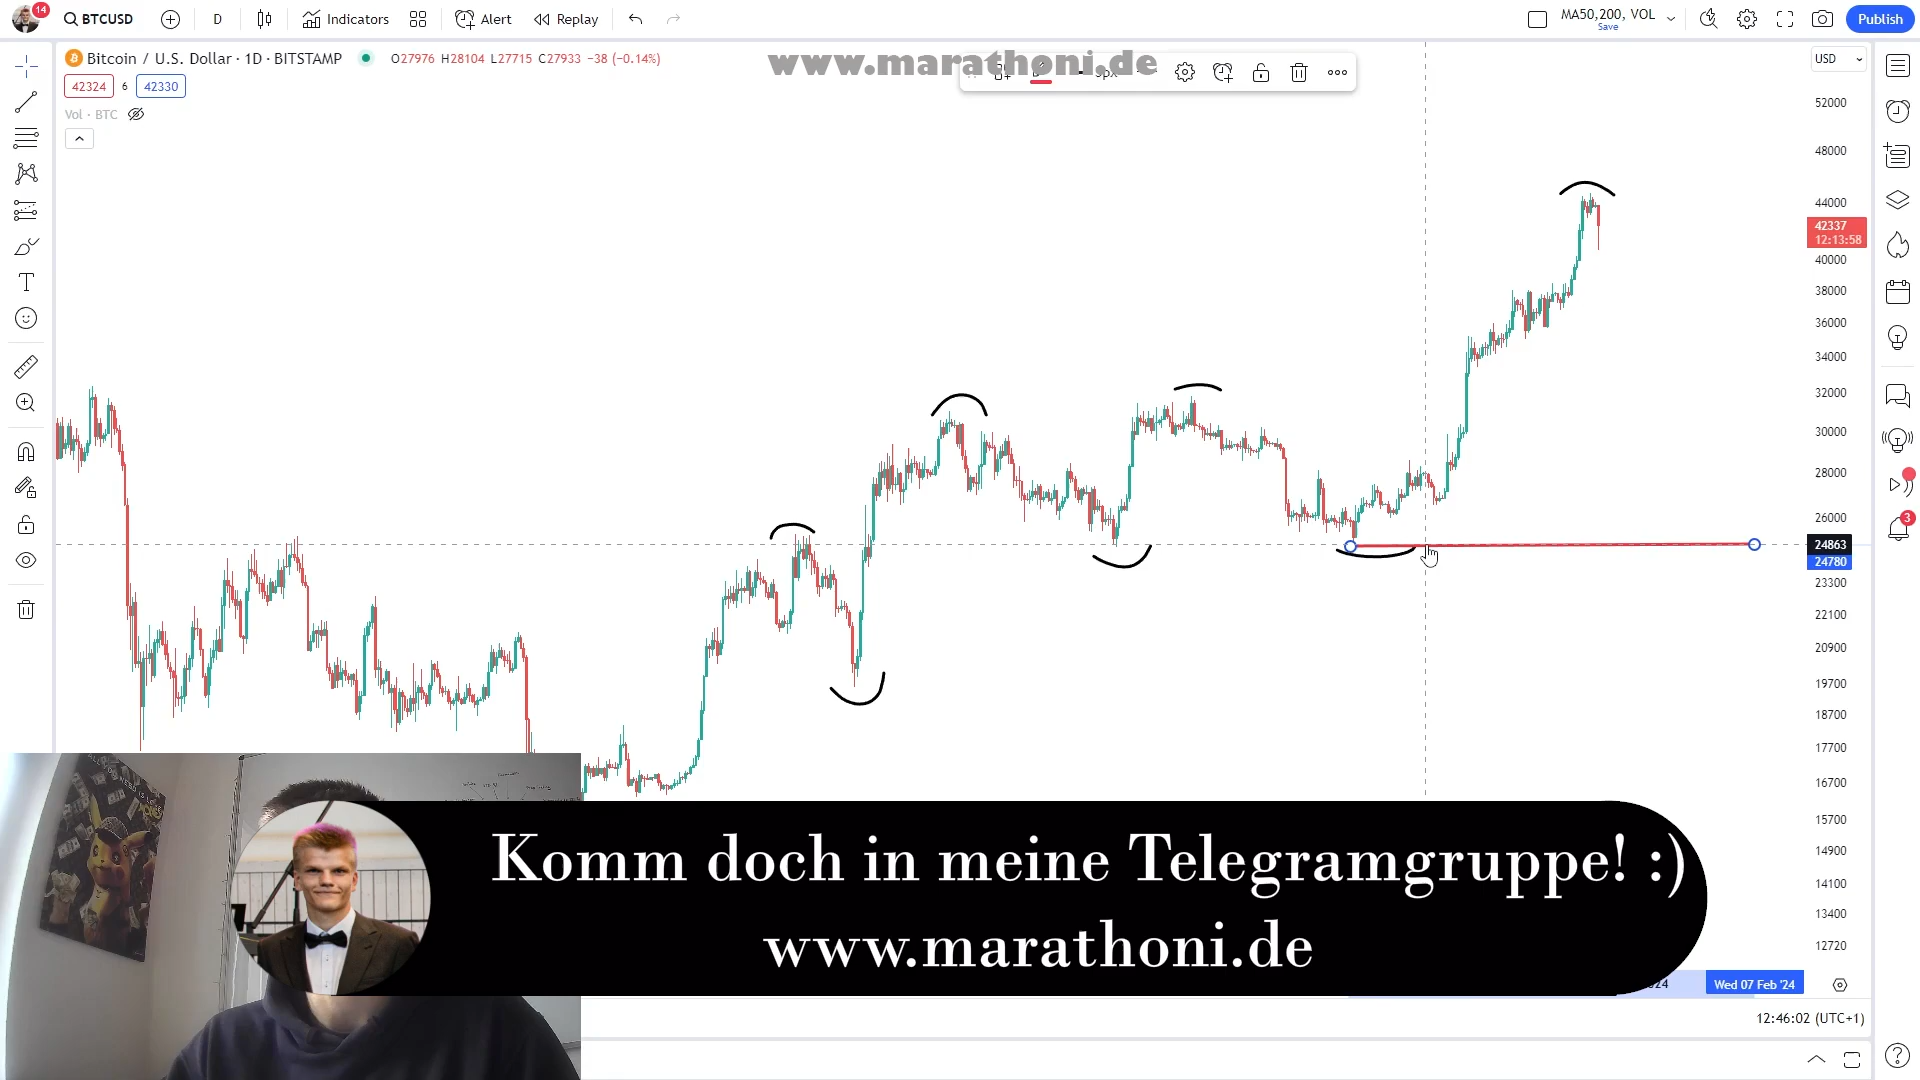 14
BTCUSD
D
Indicators
Alert
Replay
MA50,200, VOL
Save
Publish
Bitcoin / U.S. Dollar · 1D · BITSTAMP
O27976 H28104 L27715 C27933 −38 (−0.14%)
www.marathoni.de
USD
42324 6 42330
Vol · BTC
52000
48000
44000
42337
12:13:58
40000
38000
36000
34000
32000
30000
28000
26000
24863
24780
23300
22100
20900
19700
18700
17700
16700
15700
14900
14100
13400
12720
3
Komm doch in meine Telegramgruppe! :)
www.marathoni.de
Wed 07 Feb '24
12:46:02 (UTC+1)